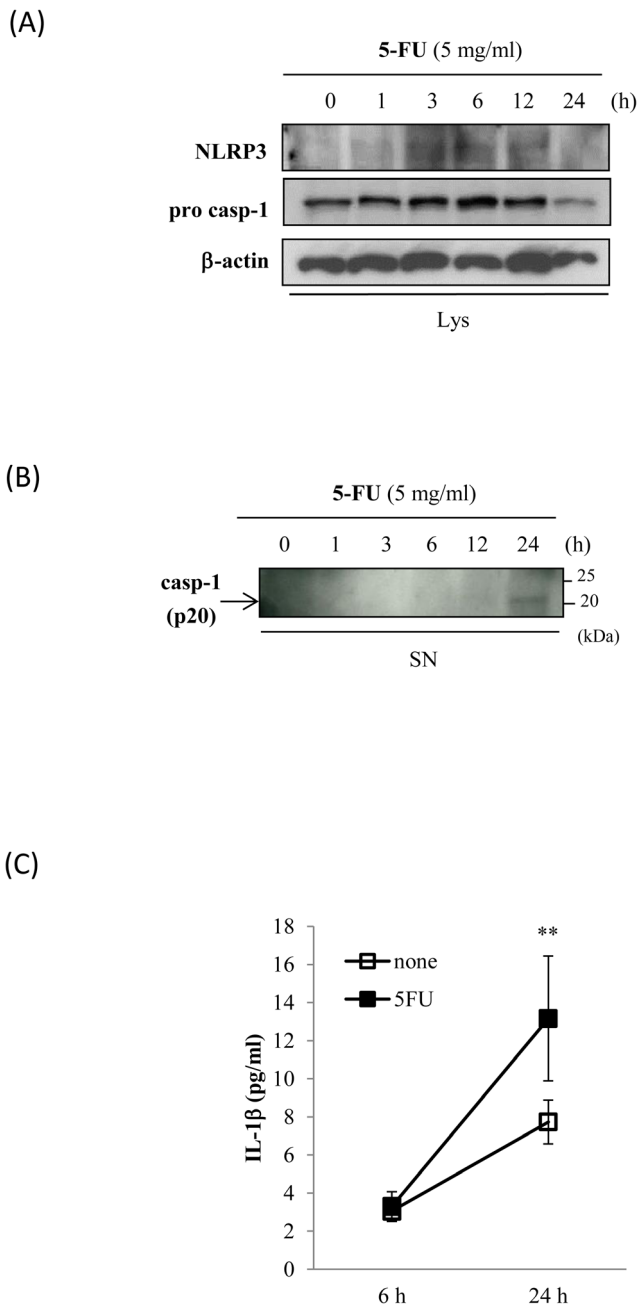 (A)
5-FU (5 mg/ml)
0 1 3 6 12 24 (h)
NLRP3
pro casp-1
β-actin
Lys
(B)
5-FU (5 mg/ml)
0 1 3 6 12 24 (h)
casp-1
(p20)
25
20
(kDa)
SN
(C)
18
16
14
12
10
8
6
4
2
0
IL-1β (pg/ml)
none
5FU
**
6 h 24 h